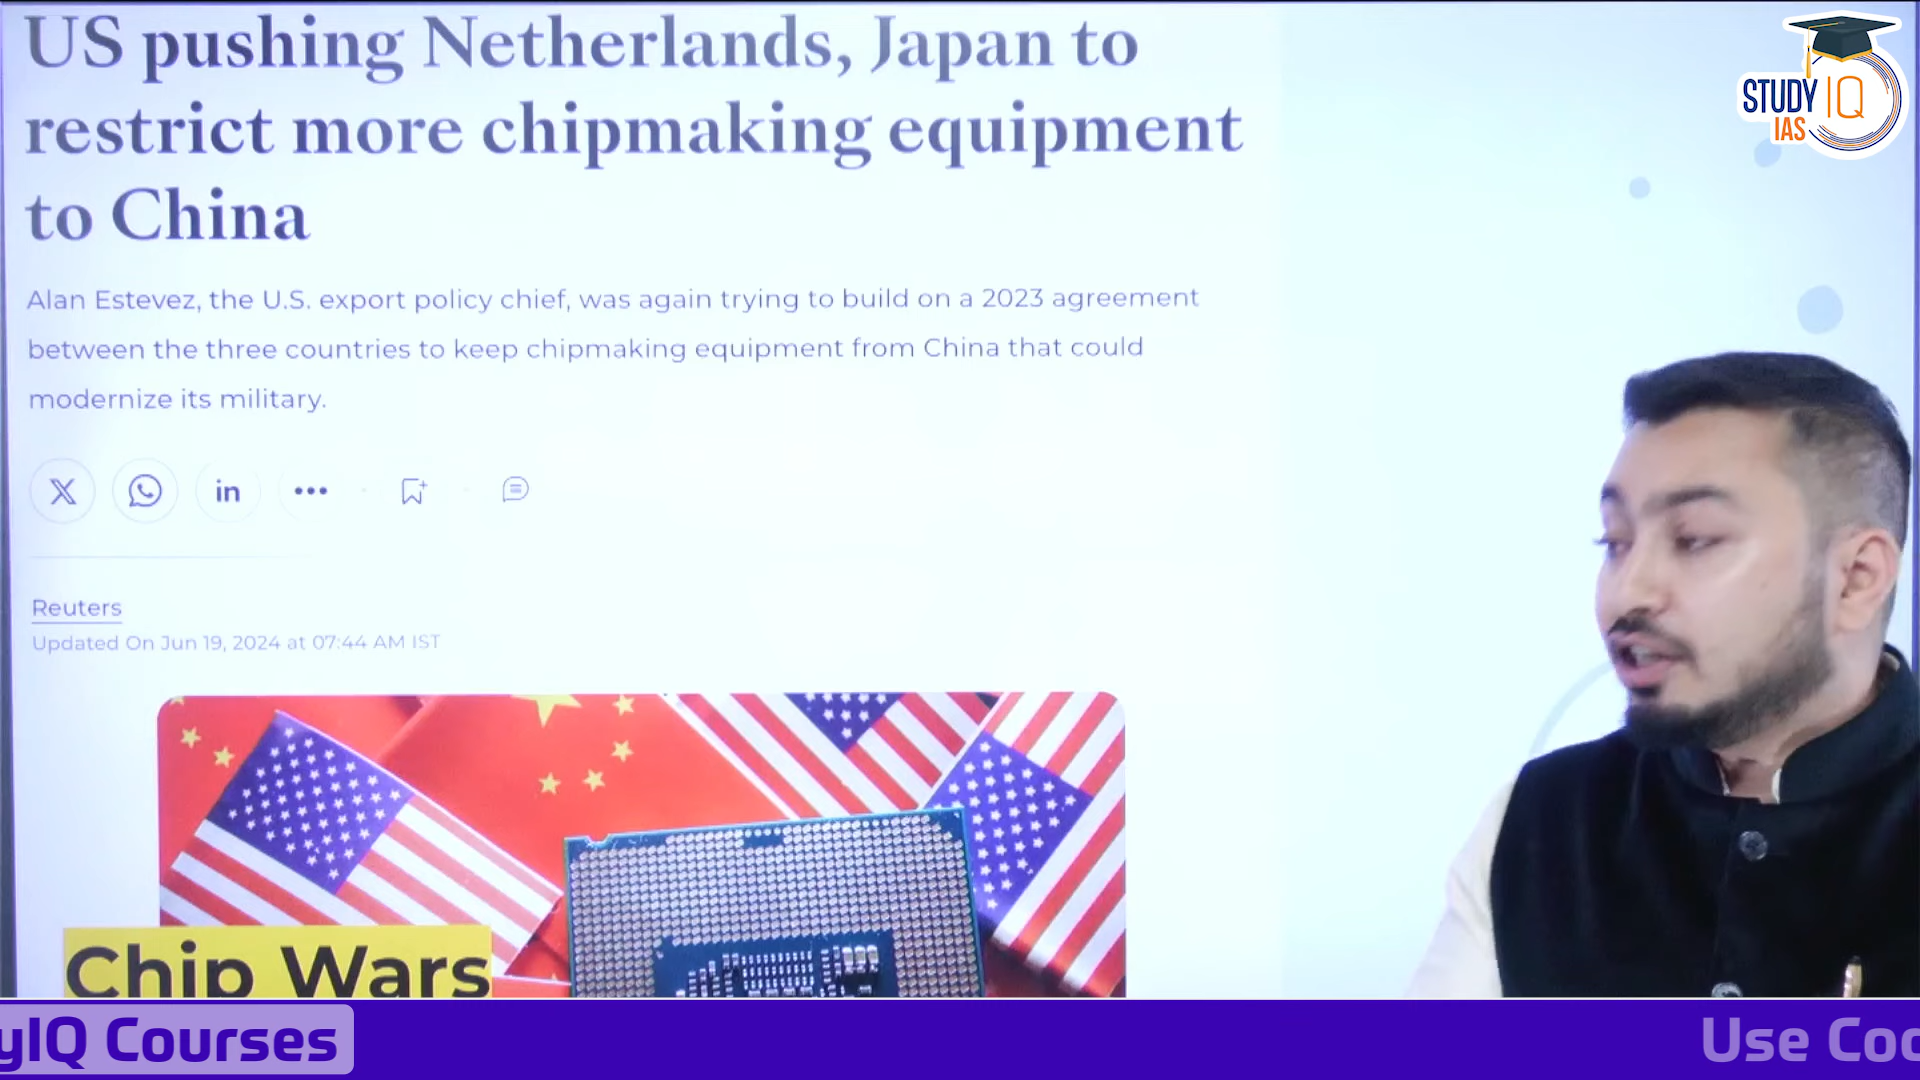 US pushing Netherlands, Japan to
restrict more chipmaking equipment
to China
STUDY IQ
IAS
Alan Estevez, the U.S. export policy chief, was again trying to build on a 2023 agreement
between the three countries to keep chipmaking equipment from China that could
modernize its military.
in
Reuters
Updated On Jun 19, 2024 at 07:44 AM IST
Chip Wars
yIQ Courses
Use Coo